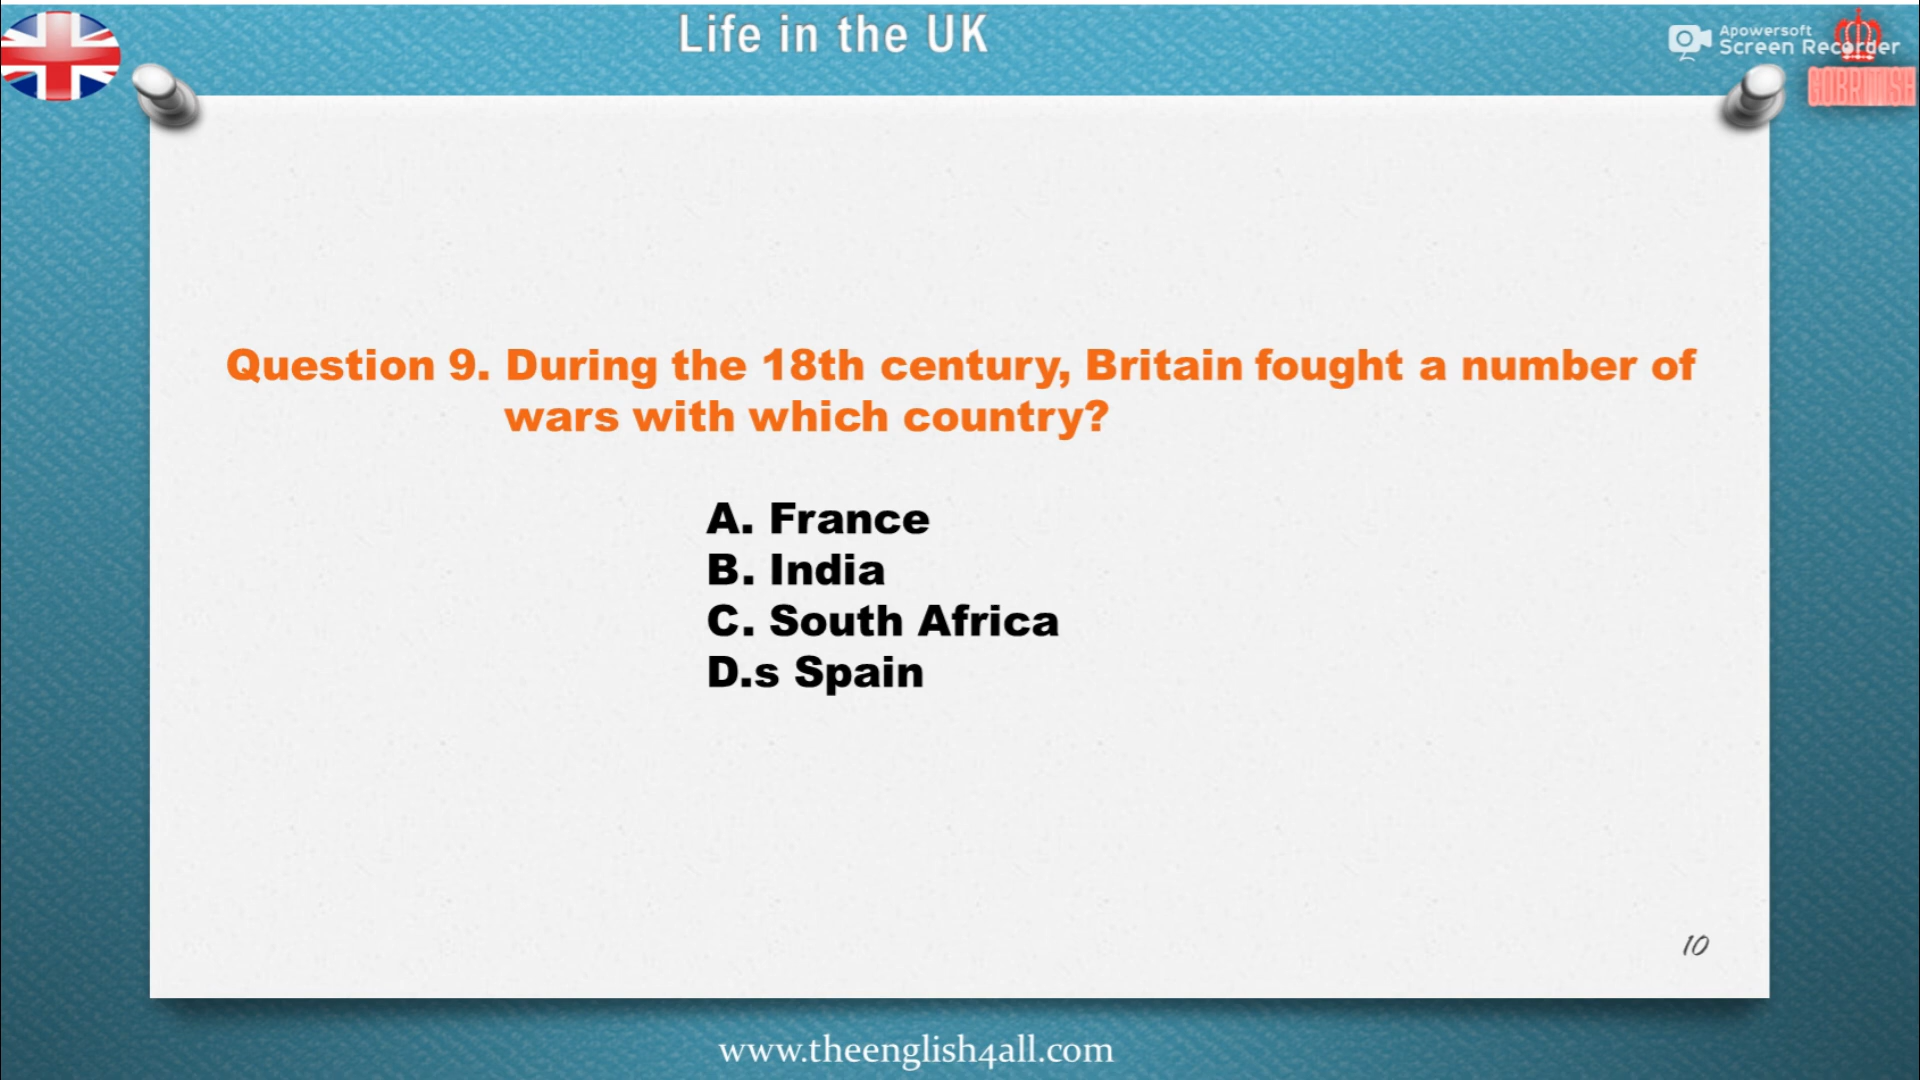 Life in the UK
Apowersoft
Screen Recorder
GOBRITISH
Question 9. During the 18th century, Britain fought a number of
wars with which country?
A. France
B. India
C. South Africa
D.s Spain
10
www.theenglish4all.com